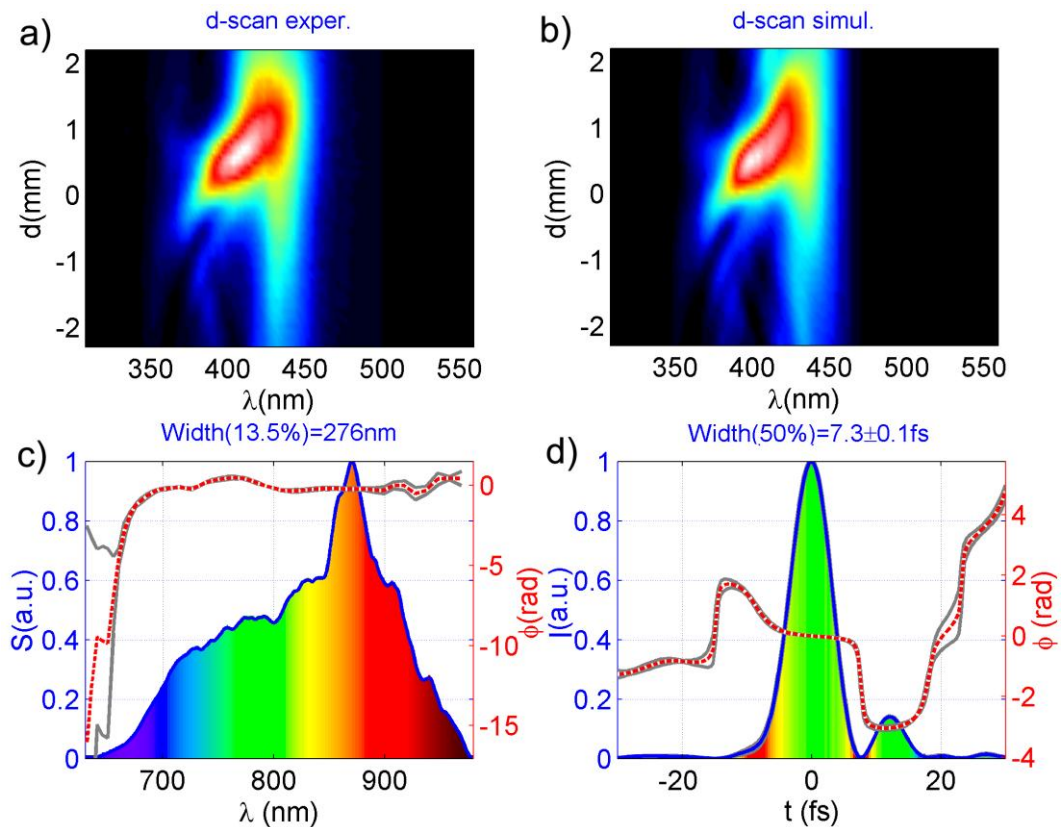 d-scan exper.
a)
2
1
0
-1
-2
d(mm)
350 400 450 500 550
λ(nm)
d-scan simul.
b)
2
1
0
-1
-2
d(mm)
350 400 450 500 550
λ(nm)
Width(13.5%)=276nm
c)
1
0.8
0.6
0.4
0.2
0
S(a.u.)
0
-5
-10
-15
ϕ(rad)
700 800 900
λ (nm)
Width(50%)=7.3±0.1fs
d)
1
0.8
0.6
0.4
0.2
0
I(a.u.)
4
2
0
-2
-3
-4
ϕ (rad)
-20 0 20
t (fs)